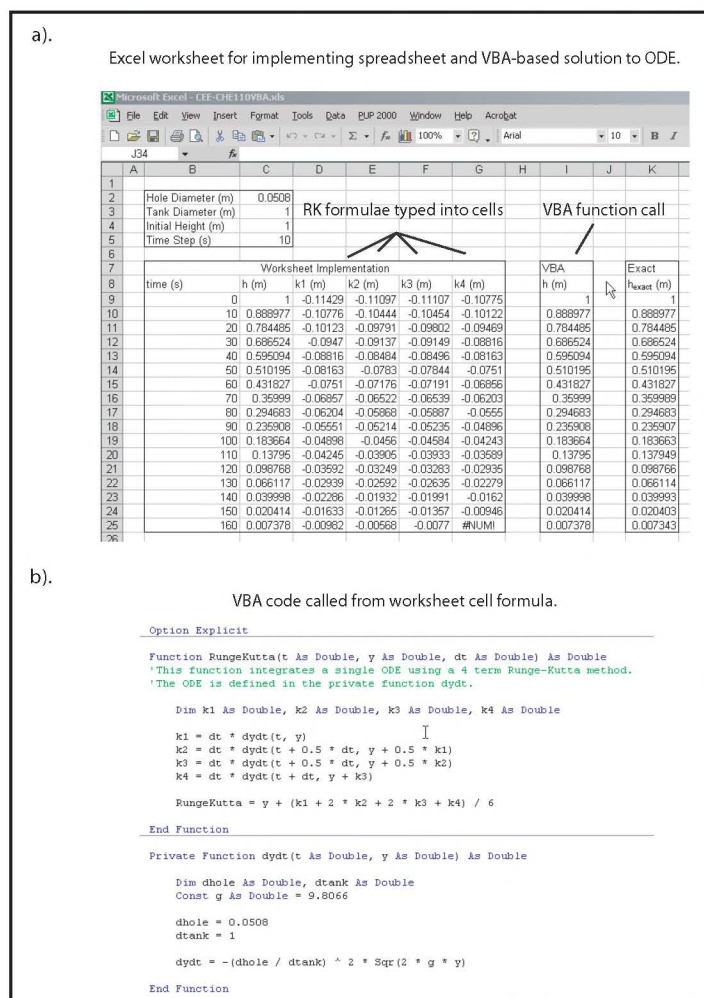 a).
Excel worksheet for implementing spreadsheet and VBA-based solution to ODE.
Microsoft Excel - CEE-CHE110VBA.xls
File Edit View Insert Format Tools Data PUP 2000 Window Help Acrobat
100% Arial 10 B I
J34 fx
A B C D E F G H I J K
1
2 Hole Diameter (m) 0.0508
3 Tank Diameter (m) 1 RK formulae typed into cells VBA function call
4 Initial Height (m) 1
5 Time Step (s) 10
6
7 Worksheet Implementation VBA Exact
8 time (s) h (m) k1 (m) k2 (m) k3 (m) k4 (m) h (m) hexact (m)
9 0 1 -0.11429 -0.11097 -0.11107 -0.10775 1 1
10 10 0.888977 -0.10776 -0.10444 -0.10454 -0.10122 0.888977 0.888977
11 20 0.784485 -0.10123 -0.09791 -0.09802 -0.09469 0.784485 0.784485
12 30 0.686524 -0.0947 -0.09137 -0.09149 -0.08816 0.686524 0.686524
13 40 0.595094 -0.08816 -0.08484 -0.08496 -0.08163 0.595094 0.595094
14 50 0.510195 -0.08163 -0.0783 -0.07844 -0.0751 0.510195 0.510195
15 60 0.431827 -0.0751 -0.07176 -0.07191 -0.06856 0.431827 0.431827
16 70 0.35999 -0.06857 -0.06522 -0.06539 -0.06203 0.35999 0.359989
17 80 0.294683 -0.06204 -0.05868 -0.05887 -0.0555 0.294683 0.294683
18 90 0.235908 -0.05551 -0.05214 -0.05235 -0.04896 0.235908 0.235907
19 100 0.183664 -0.04898 -0.0456 -0.04584 -0.04243 0.183664 0.183663
20 110 0.13795 -0.04245 -0.03905 -0.03933 -0.03589 0.13795 0.137949
21 120 0.098768 -0.03592 -0.03249 -0.03283 -0.02935 0.098768 0.098766
22 130 0.066117 -0.02939 -0.02592 -0.02635 -0.02279 0.066117 0.066114
23 140 0.039998 -0.02286 -0.01932 -0.01991 -0.0162 0.039998 0.039993
24 150 0.020414 -0.01633 -0.01265 -0.01357 -0.00946 0.020414 0.020403
25 160 0.007378 -0.00982 -0.00568 -0.0077 #NUM! 0.007378 0.007343
26
b).
VBA code called from worksheet cell formula.
Option Explicit
Function RungeKutta(t As Double, y As Double, dt As Double) As Double
'This function integrates a single ODE using a 4 term Runge-Kutta method.
'The ODE is defined in the private function dydt.
Dim k1 As Double, k2 As Double, k3 As Double, k4 As Double
k1 = dt * dydt(t, y)
k2 = dt * dydt(t + 0.5 * dt, y + 0.5 * k1)
k3 = dt * dydt(t + 0.5 * dt, y + 0.5 * k2)
k4 = dt * dydt(t + dt, y + k3)
RungeKutta = y + (k1 + 2 * k2 + 2 * k3 + k4) / 6
End Function
Private Function dydt(t As Double, y As Double) As Double
Dim dhole As Double, dtank As Double
Const g As Double = 9.8066
dhole = 0.0508
dtank = 1
dydt = -(dhole / dtank) ^ 2 * Sqr(2 * g * y)
End Function